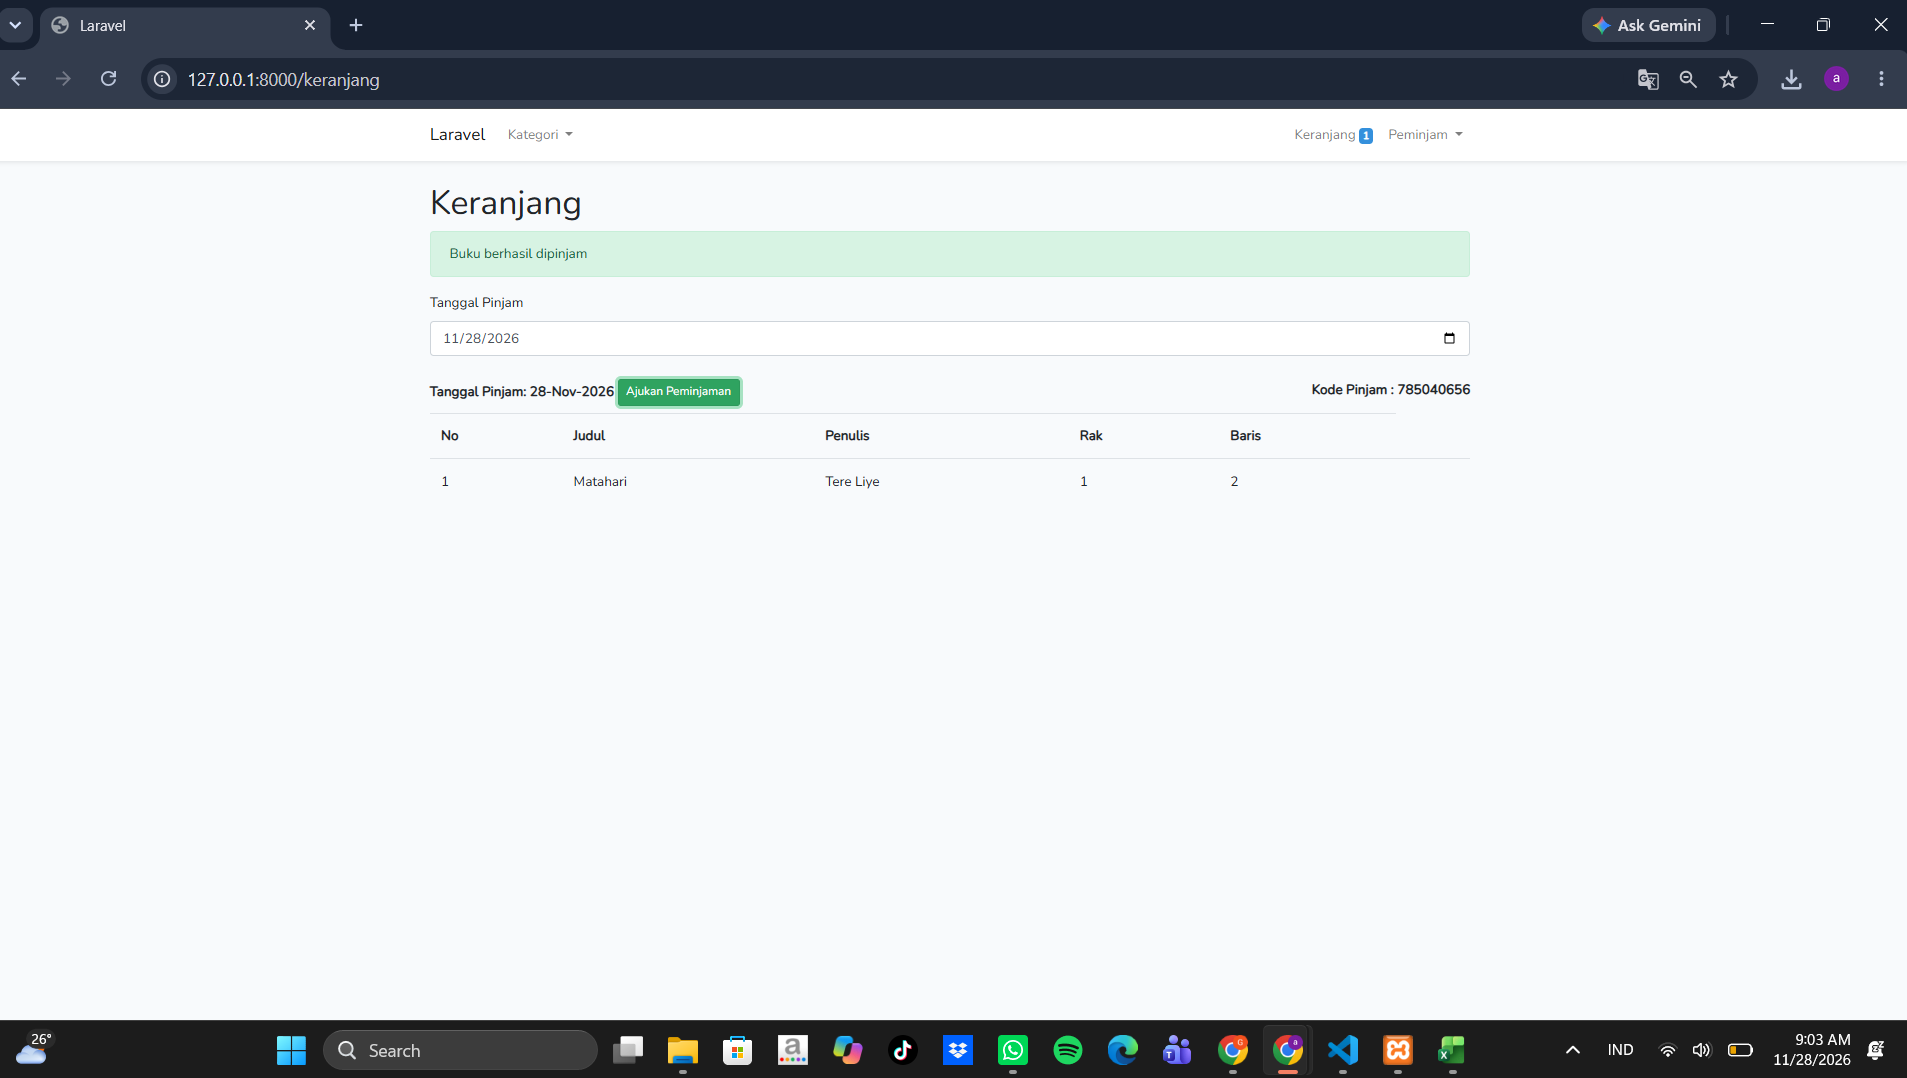 Laravel
Ask Gemini
127.0.0.1:8000/keranjang
a
Laravel Kategori Keranjang 1 Peminjam
Keranjang
Buku berhasil dipinjam
Tanggal Pinjam
11/28/2026
Tanggal Pinjam: 28-Nov-2026 Ajukan Peminjaman Kode Pinjam : 785040656
No Judul Penulis Rak Baris
1 Matahari Tere Liye 1 2
26°
Search
IND
9:03 AM
11/28/2026